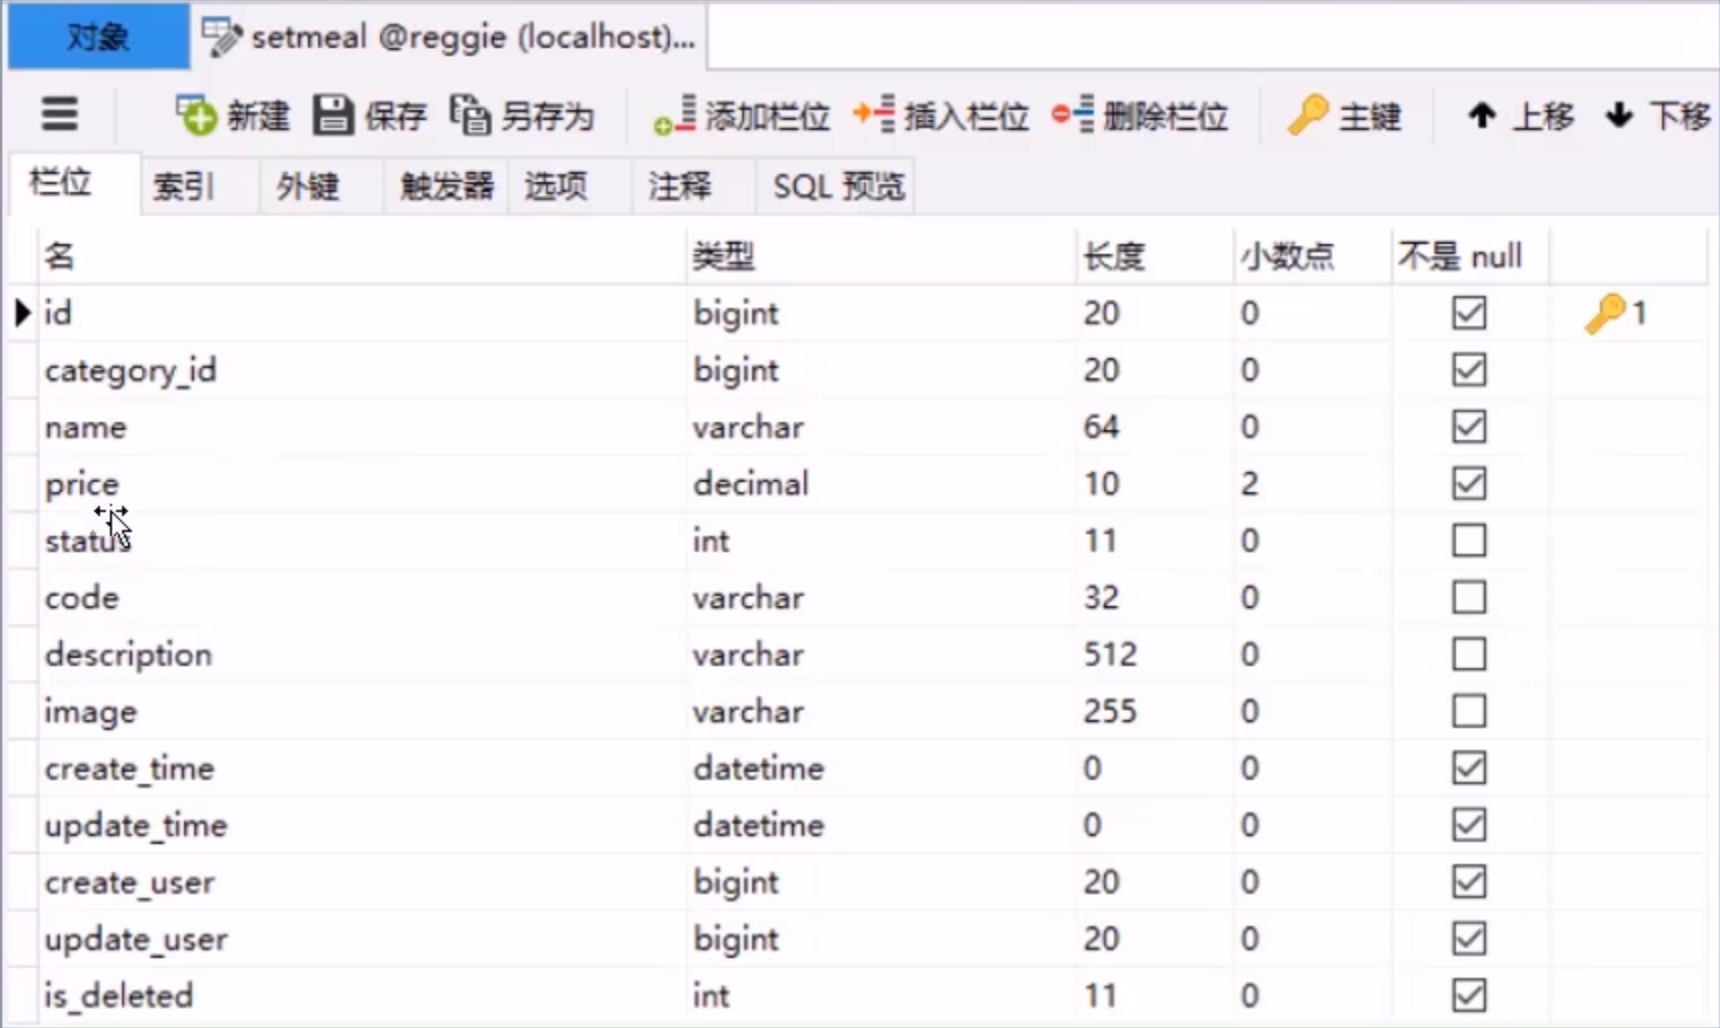 对象 setmeal @reggie (localhost)...
新建 保存 另存为 添加栏位 插入栏位 删除栏位 主键 上移 下移
栏位 索引 外键 触发器 选项 注释 SQL 预览
名 类型 长度 小数点 不是 null
id bigint 20 0 1
category_id bigint 20 0
name varchar 64 0
price decimal 10 2
status int 11 0
code varchar 32 0
description varchar 512 0
image varchar 255 0
create_time datetime 0 0
update_time datetime 0 0
create_user bigint 20 0
update_user bigint 20 0
is_deleted int 11 0